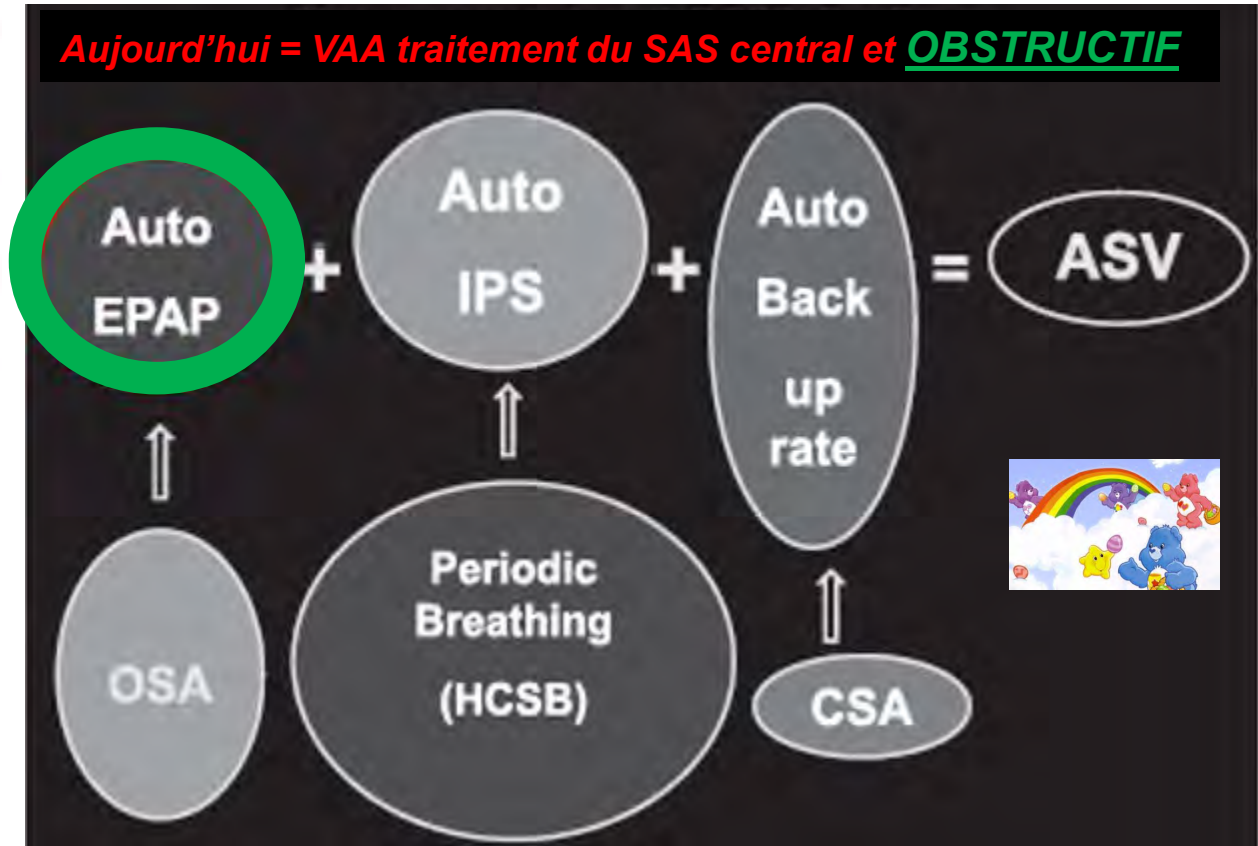 Aujourd’hui = VAA traitement du SAS central et OBSTRUCTIF
Auto
EPAP
+
Auto
IPS
+
Auto
Back
up
rate
=
ASV
OSA
Periodic
Breathing
(HCSB)
CSA